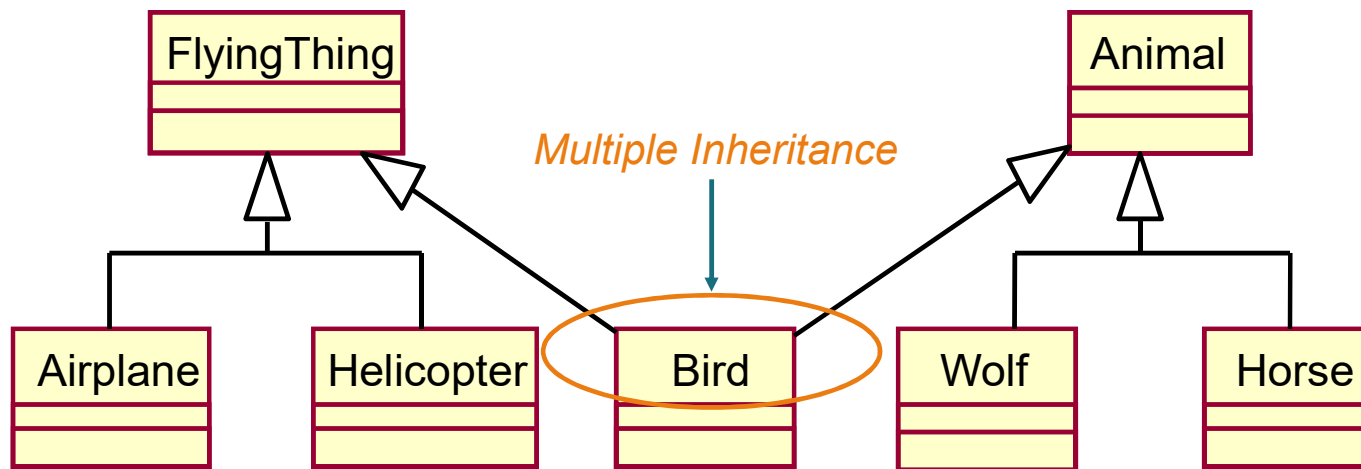 FlyingThing
Animal
Multiple Inheritance
Airplane
Helicopter
Bird
Wolf
Horse